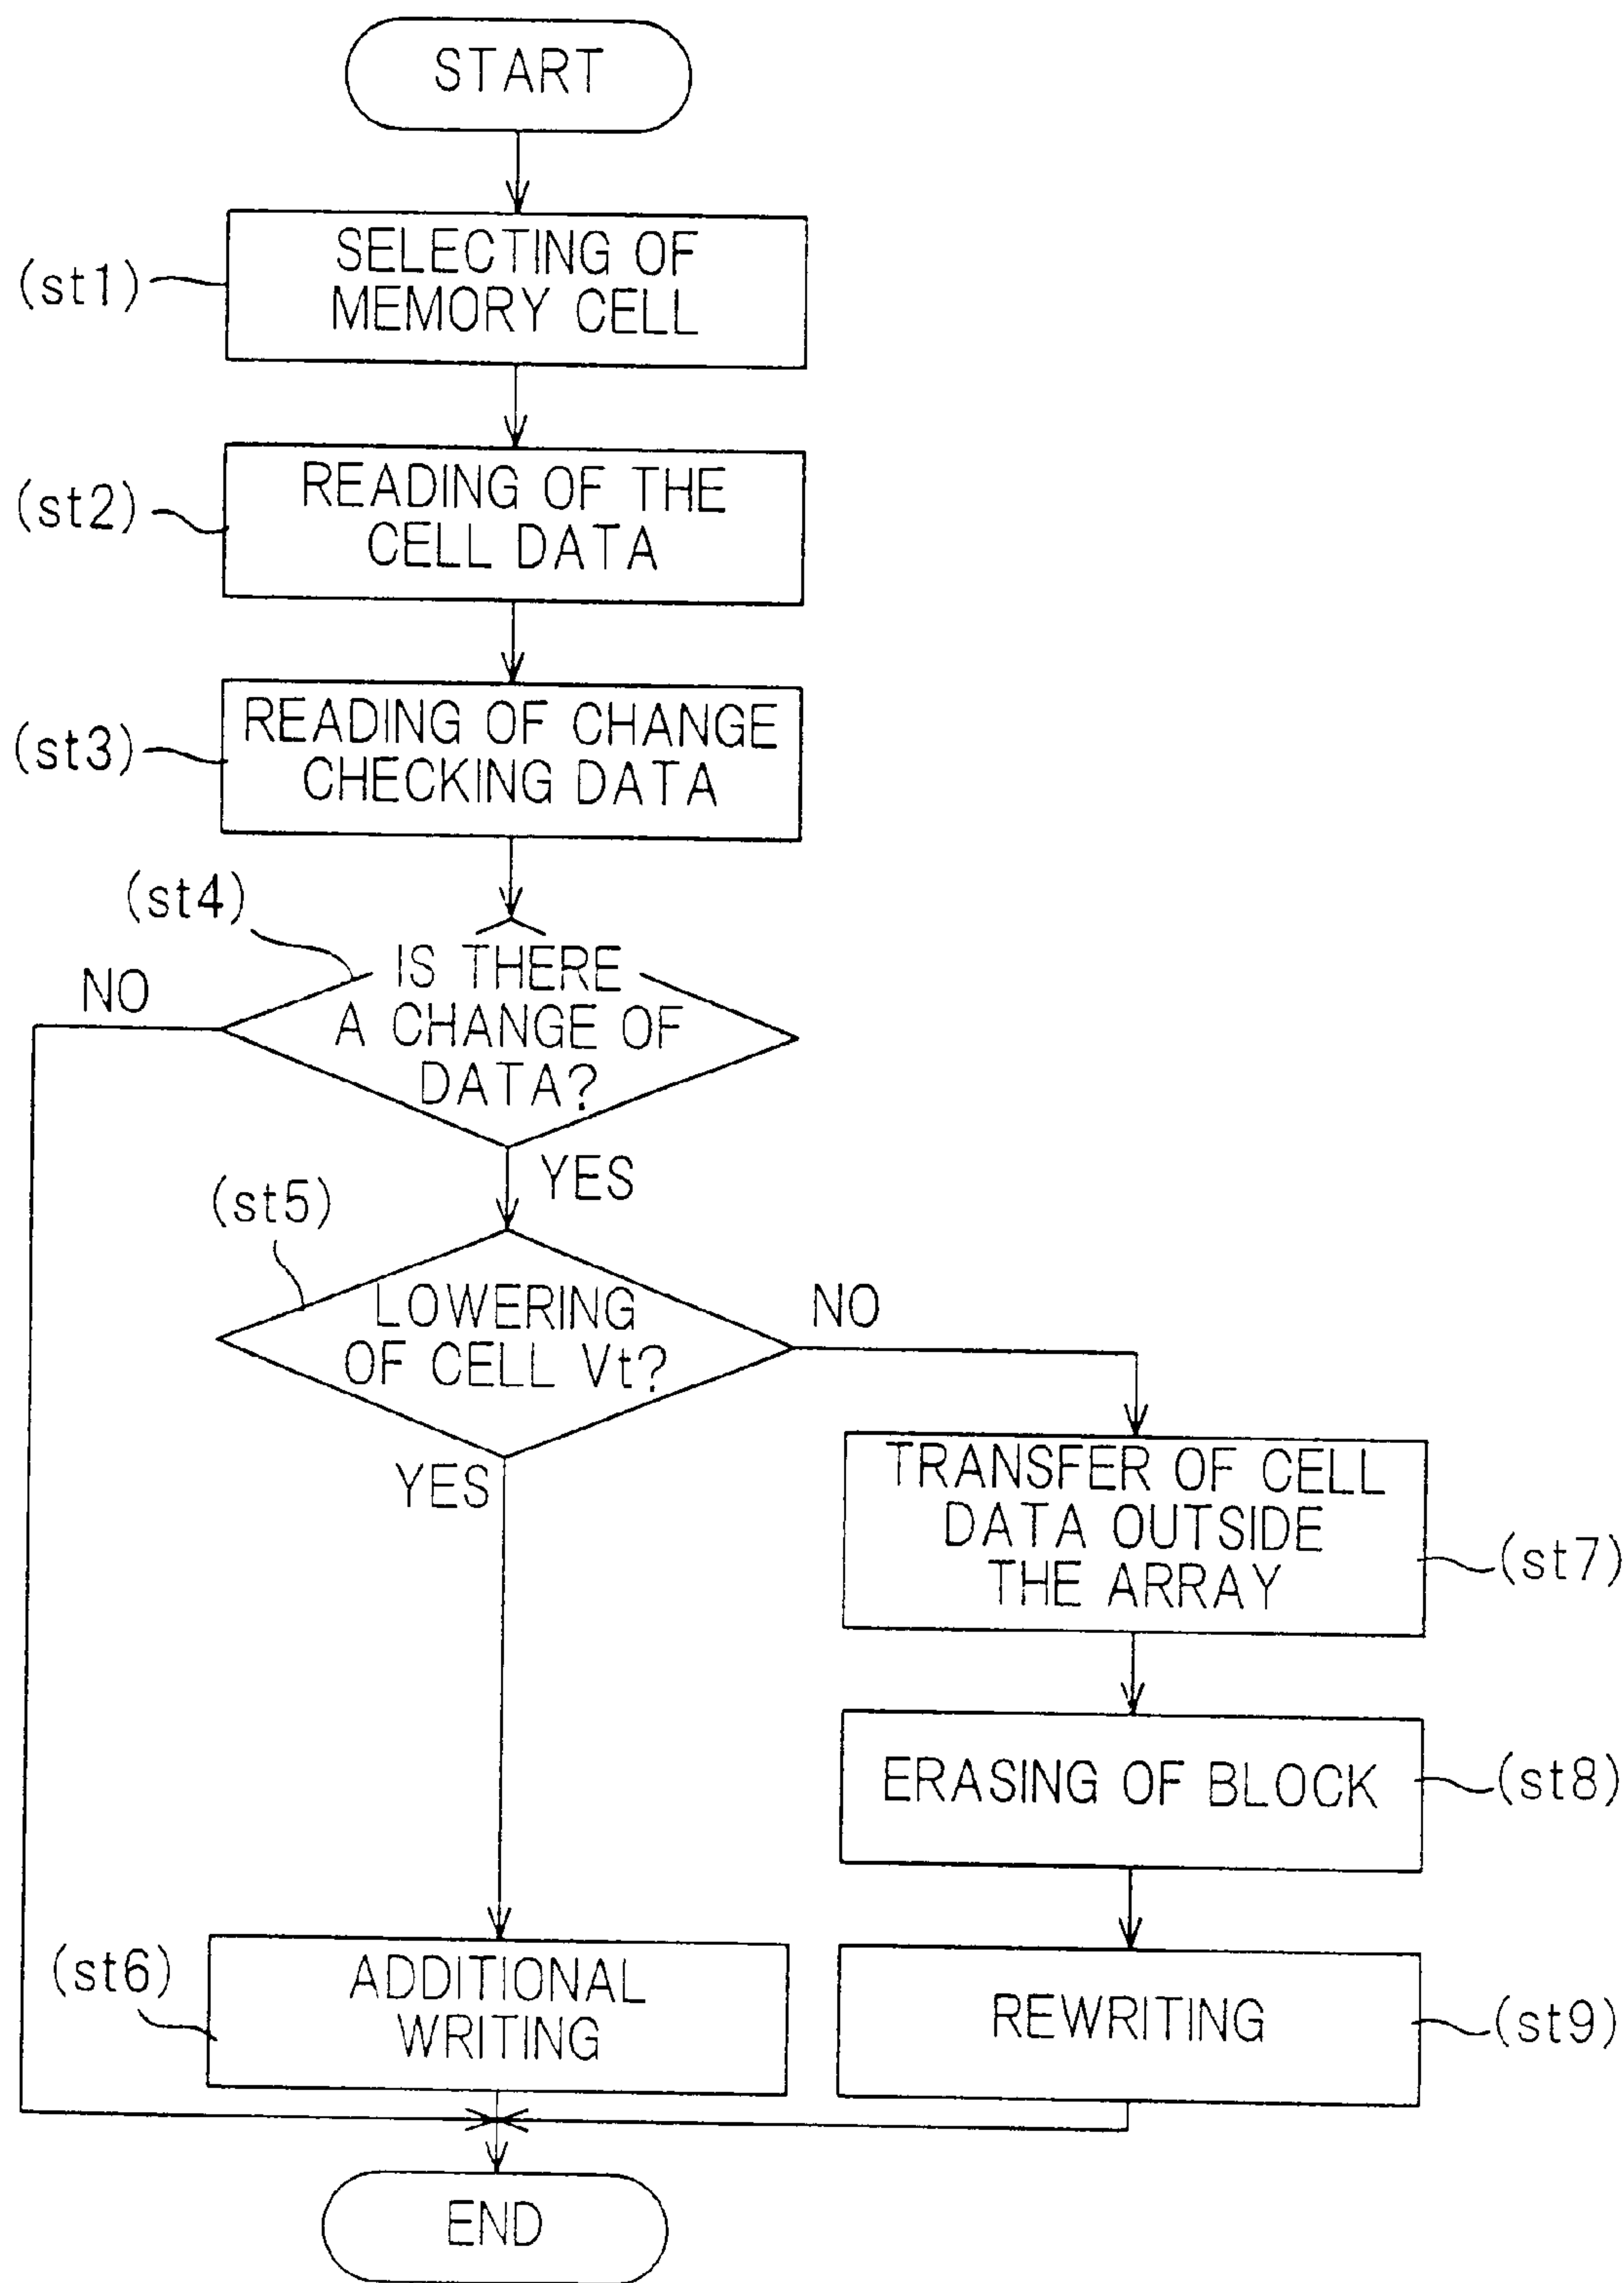 START
(st1)
SELECTING OF
MEMORY CELL
(st2)
READING OF THE
CELL DATA
(st3)
READING OF CHANGE
CHECKING DATA
(st4)
IS THERE
A CHANGE OF
DATA?
NO
YES
(st5)
LOWERING
OF CELL Vt?
NO
YES
TRANSFER OF CELL
DATA OUTSIDE
THE ARRAY
(st7)
ERASING OF BLOCK
(st8)
(st6)
ADDITIONAL
WRITING
REWRITING
(st9)
END